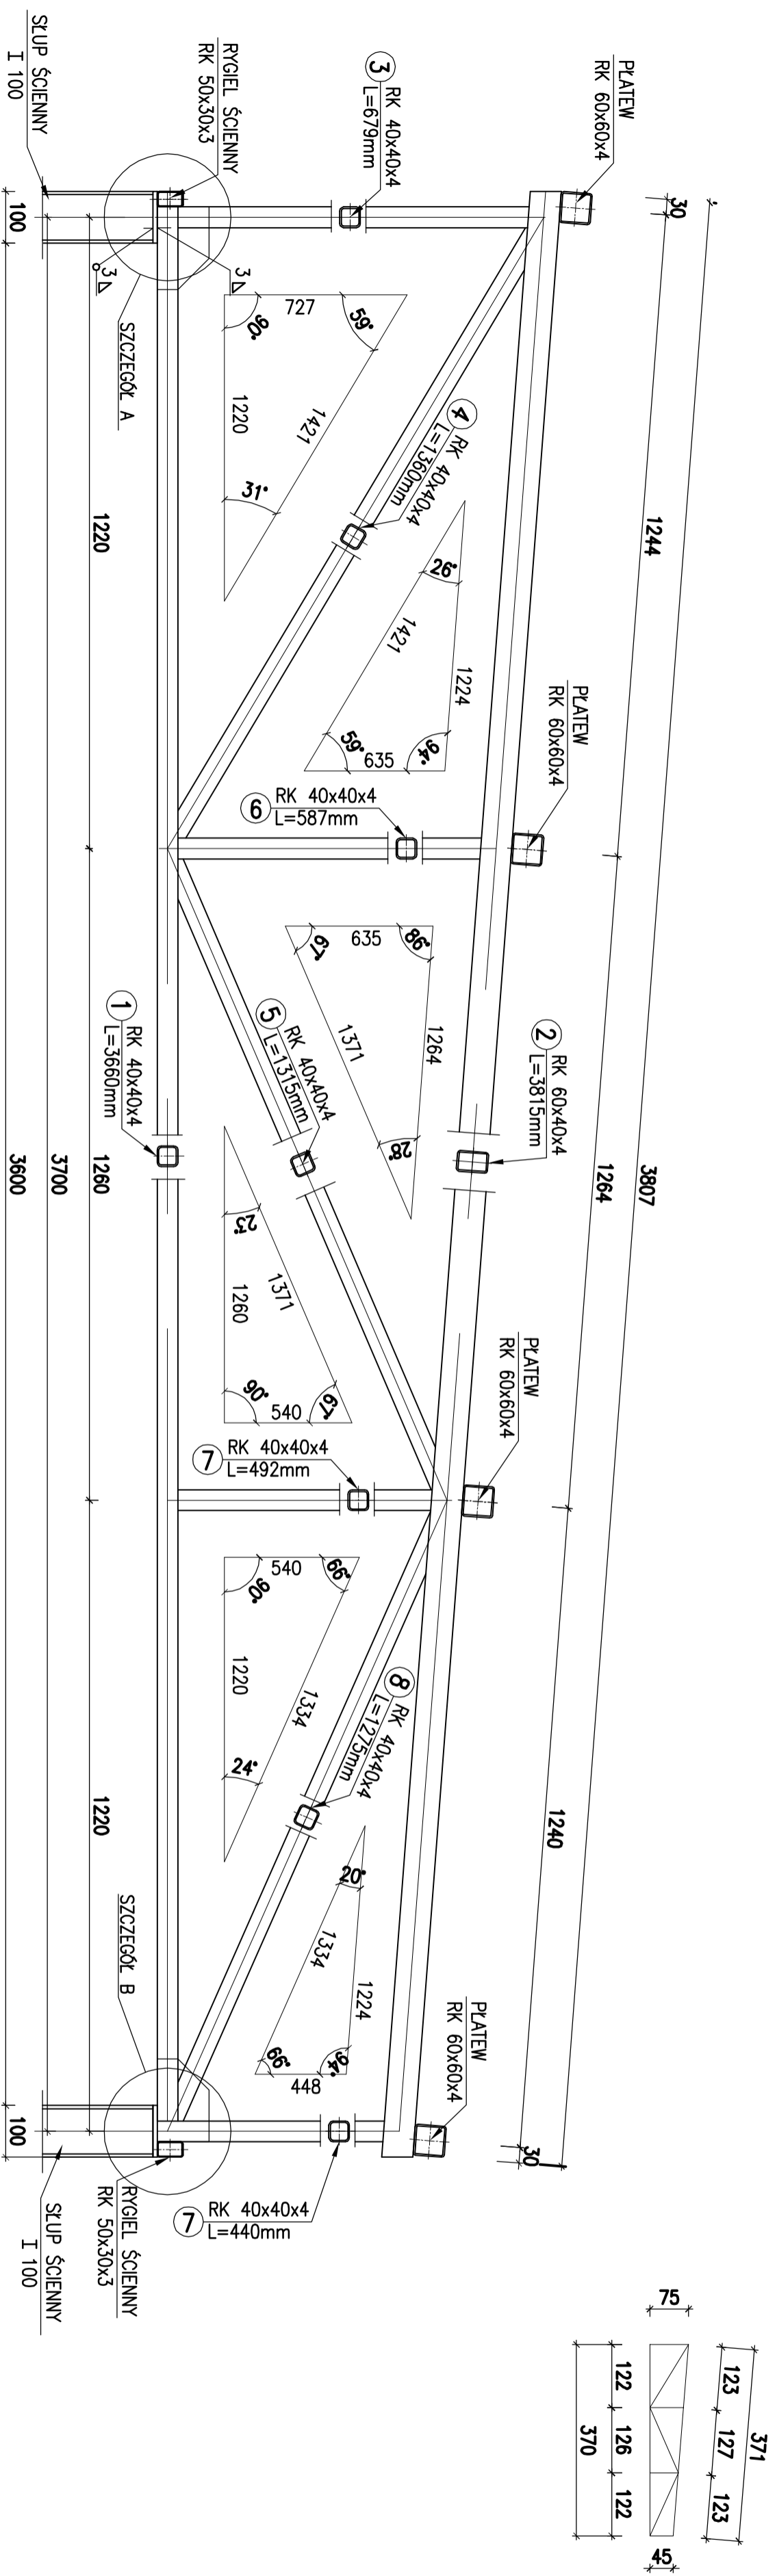 PŁATEW
RK 60x60x4
30
1244
3807
③ RK 40x40x4
L=679mm
RYGIEL ŚCIENNY
RK 50x30x3
SŁUP ŚCIENNY
I 100
3
3
SZCZEGÓŁ A
727
59°
90°
1220
1421
31°
④ RK 40x40x4
L=1360mm
26°
1421
1224
59°
635
94°
PŁATEW
RK 60x60x4
⑥ RK 40x40x4
L=587mm
635
86°
67°
1371
1264
28°
② RK 60x40x4
L=3815mm
1264
⑤ RK 40x40x4
L=1315mm
① RK 40x40x4
L=3660mm
23°
1371
1260
90°
540
67°
PŁATEW
RK 60x60x4
⑦ RK 40x40x4
L=492mm
540
66°
90°
1220
1334
24°
⑧ RK 40x40x4
L=1275mm
1240
20°
1334
1224
66°
94°
448
PŁATEW
RK 60x60x4
30
SZCZEGÓŁ B
⑦ RK 40x40x4
L=440mm
RYGIEL ŚCIENNY
RK 50x30x3
SŁUP ŚCIENNY
I 100
1220
1260
1220
3700
100
3600
100
371
123
127
123
75
45
122
126
122
370